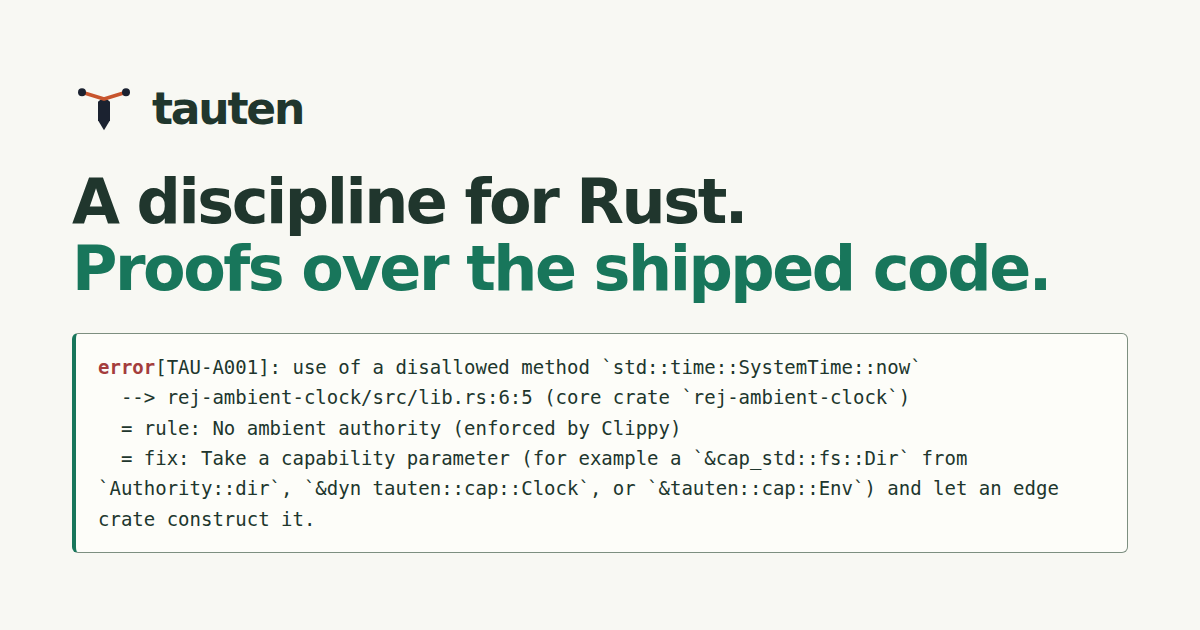 tauten
A discipline for Rust.
Proofs over the shipped code.
error[TAU-A001]: use of a disallowed method `std::time::SystemTime::now`
  --> rej-ambient-clock/src/lib.rs:6:5 (core crate `rej-ambient-clock`)
  = rule: No ambient authority (enforced by Clippy)
  = fix: Take a capability parameter (for example a `&cap_std::fs::Dir` from
`Authority::dir`, `&dyn tauten::cap::Clock`, or `&tauten::cap::Env`) and let an edge
crate construct it.